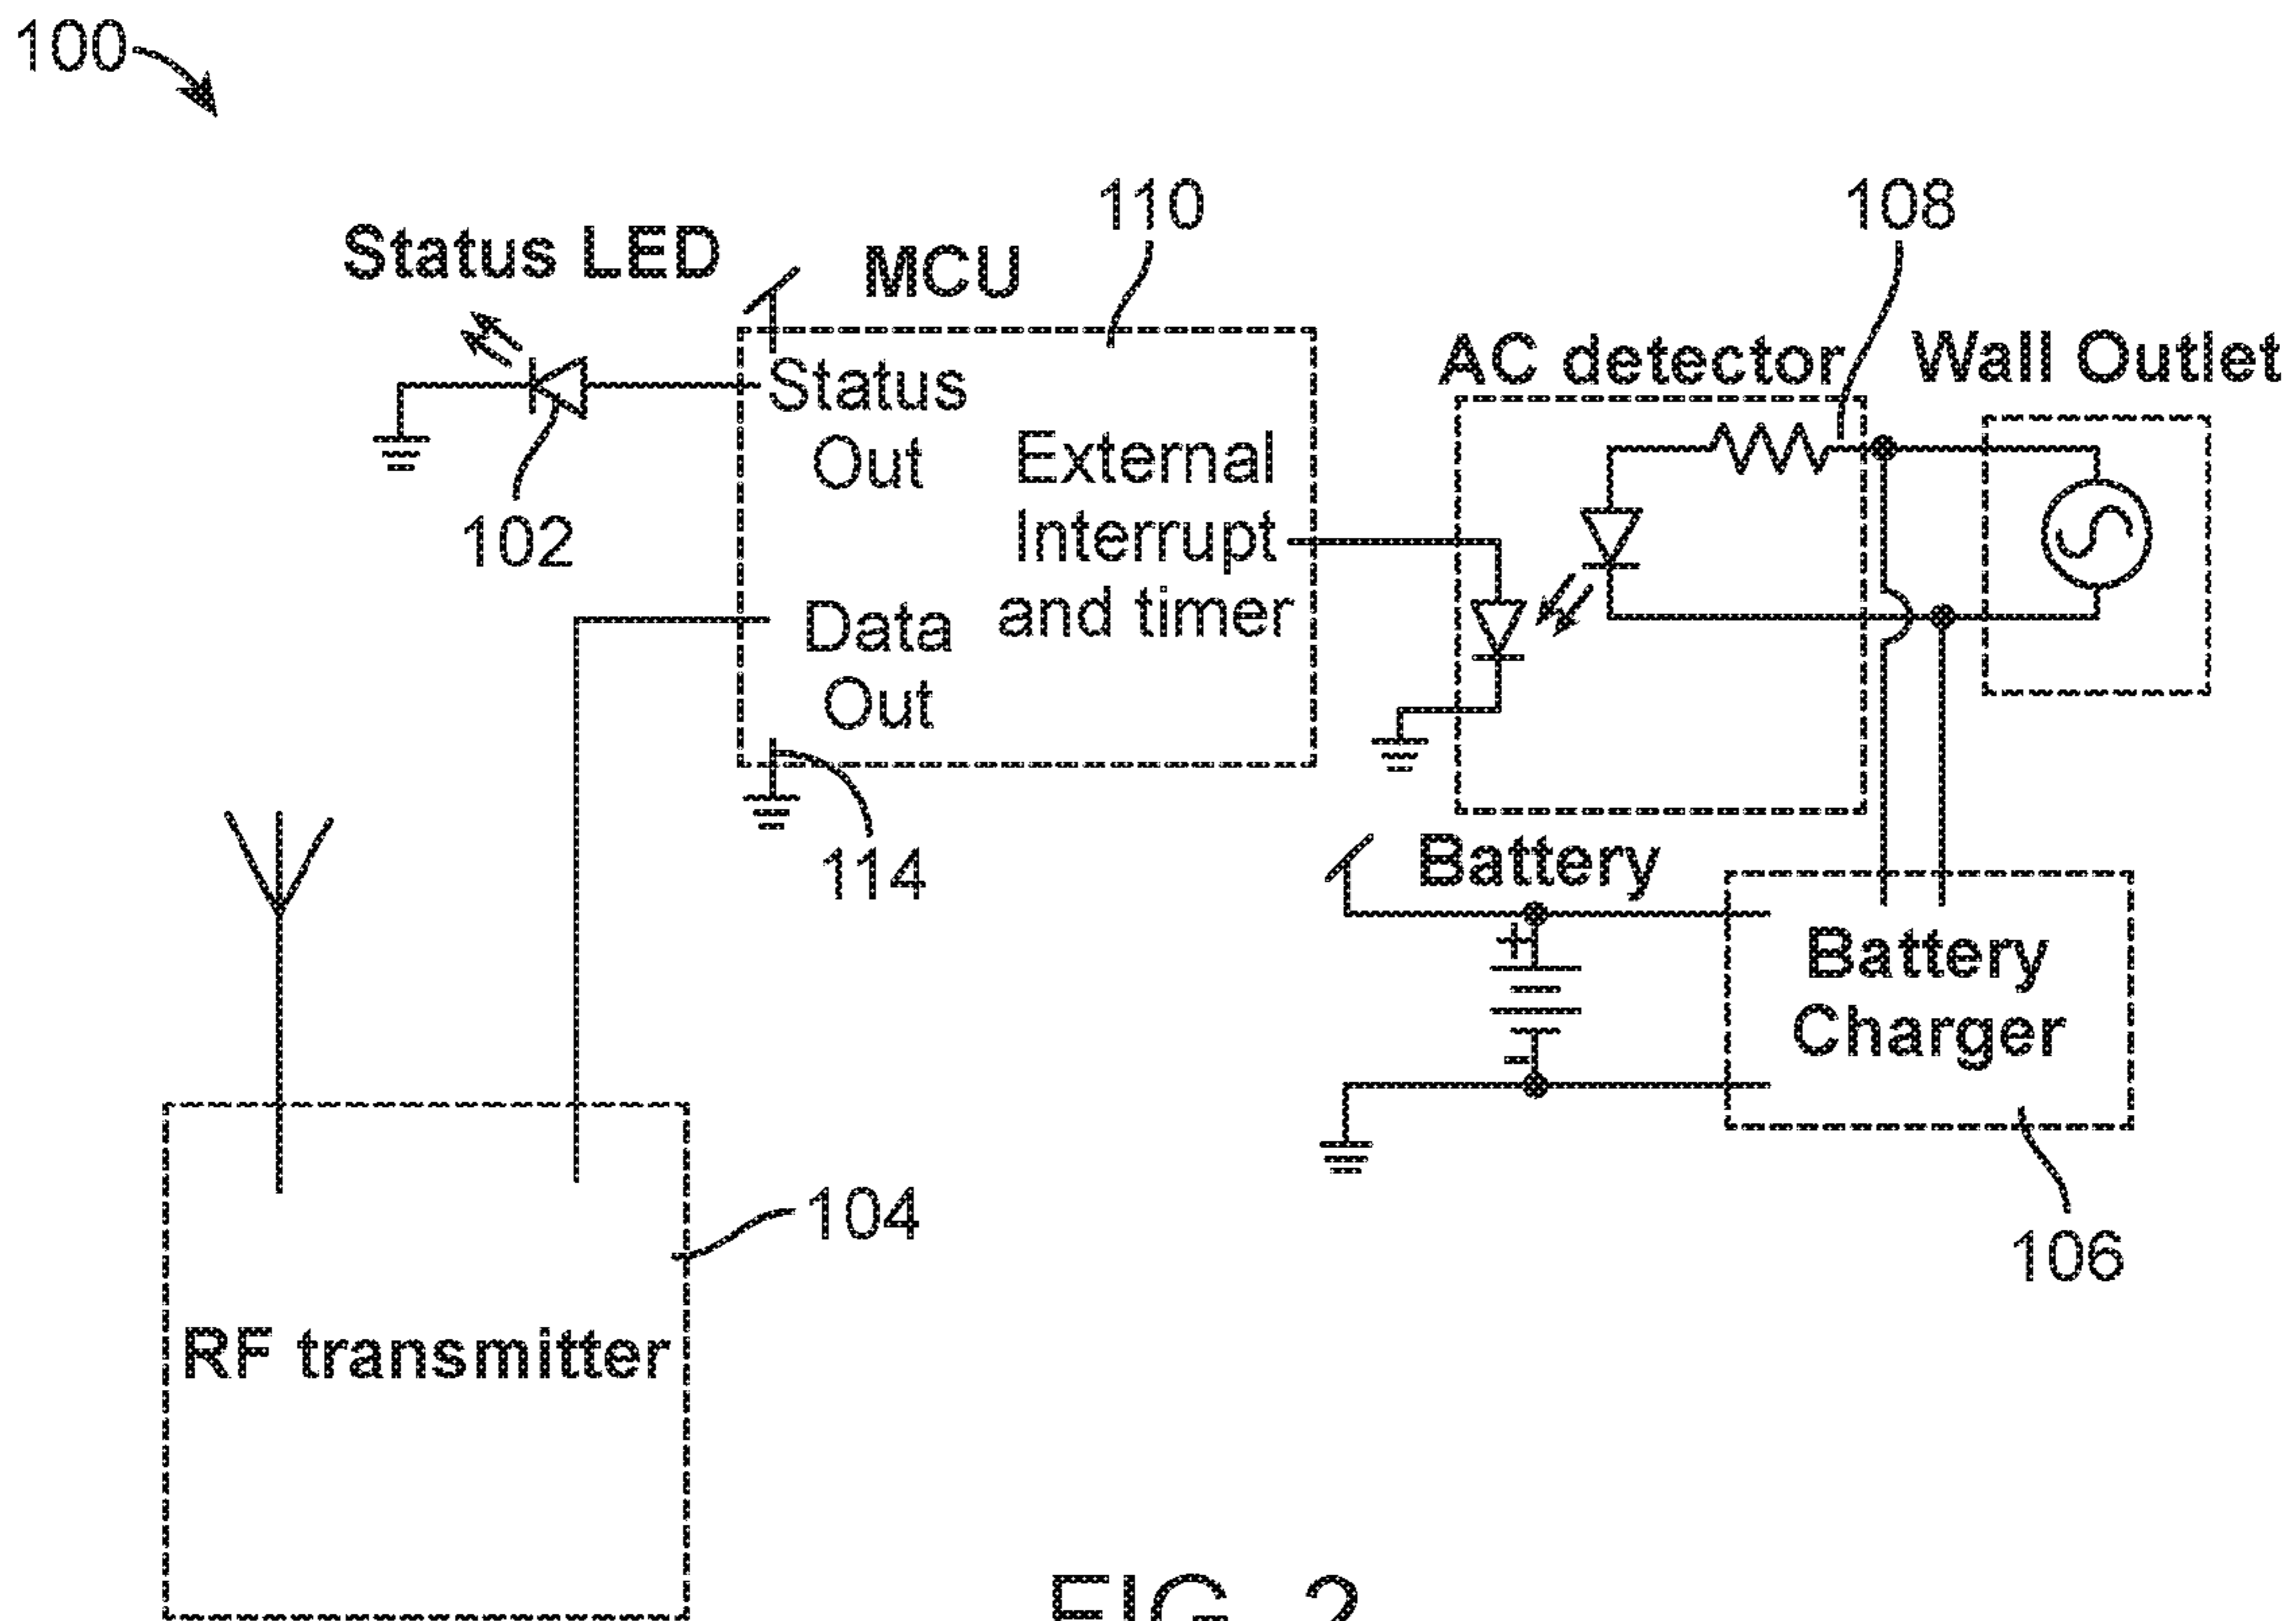 100
110
108
Status LED
MCU
AC detector
Wall Outlet
Status
Out
External
Interrupt
and timer
102
Data
Out
114
Battery
+
-
Battery
Charger
104
106
RF transmitter
FIG. 2